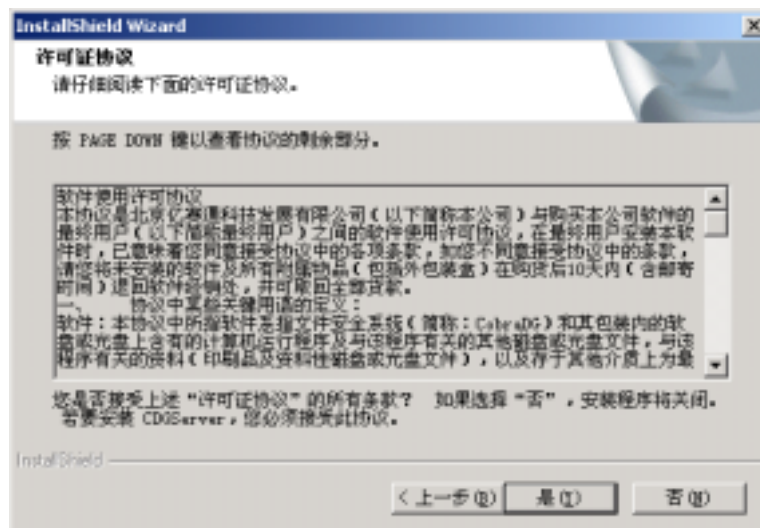 InstallShield Wizard
许可证协议
请仔细阅读下面的许可证协议。
按 PAGE DOWN 键以查看协议的剩余部分。
软件使用许可协议
本协议是北京亿赛通科技发展有限公司(以下简称本公司)与购买本公司软件的
最终用户(以下简称最终用户)之间的软件使用许可协议,在最终用户安装本软
件时,已意味着您同意接受协议中的各项条款,如您不同意接受协议中的条款,
请您将未安装的软件及所有附属物品(包括外包装盒)在购货后10天内(含邮寄
时间)退回软件经销处,并可取回全部货款。
一、 协议中某些关键用语的定义:
软件:本协议中所指软件是指文件安全系统(简称:CobraDG)和其包装内的软
盘或光盘上含有的计算机运行程序及与该程序有关的其他磁盘或光盘文件,与该
程序有关的资料(印刷品及资料性磁盘或光盘文件),以及存于其他介质上为最
您是否接受上述“许可证协议”的所有条款? 如果选择“否”,安装程序将关闭。
若要安装 CDGServer,您必须接受此协议。
InstallShield
< 上一步(B) 是(Y) 否(N)